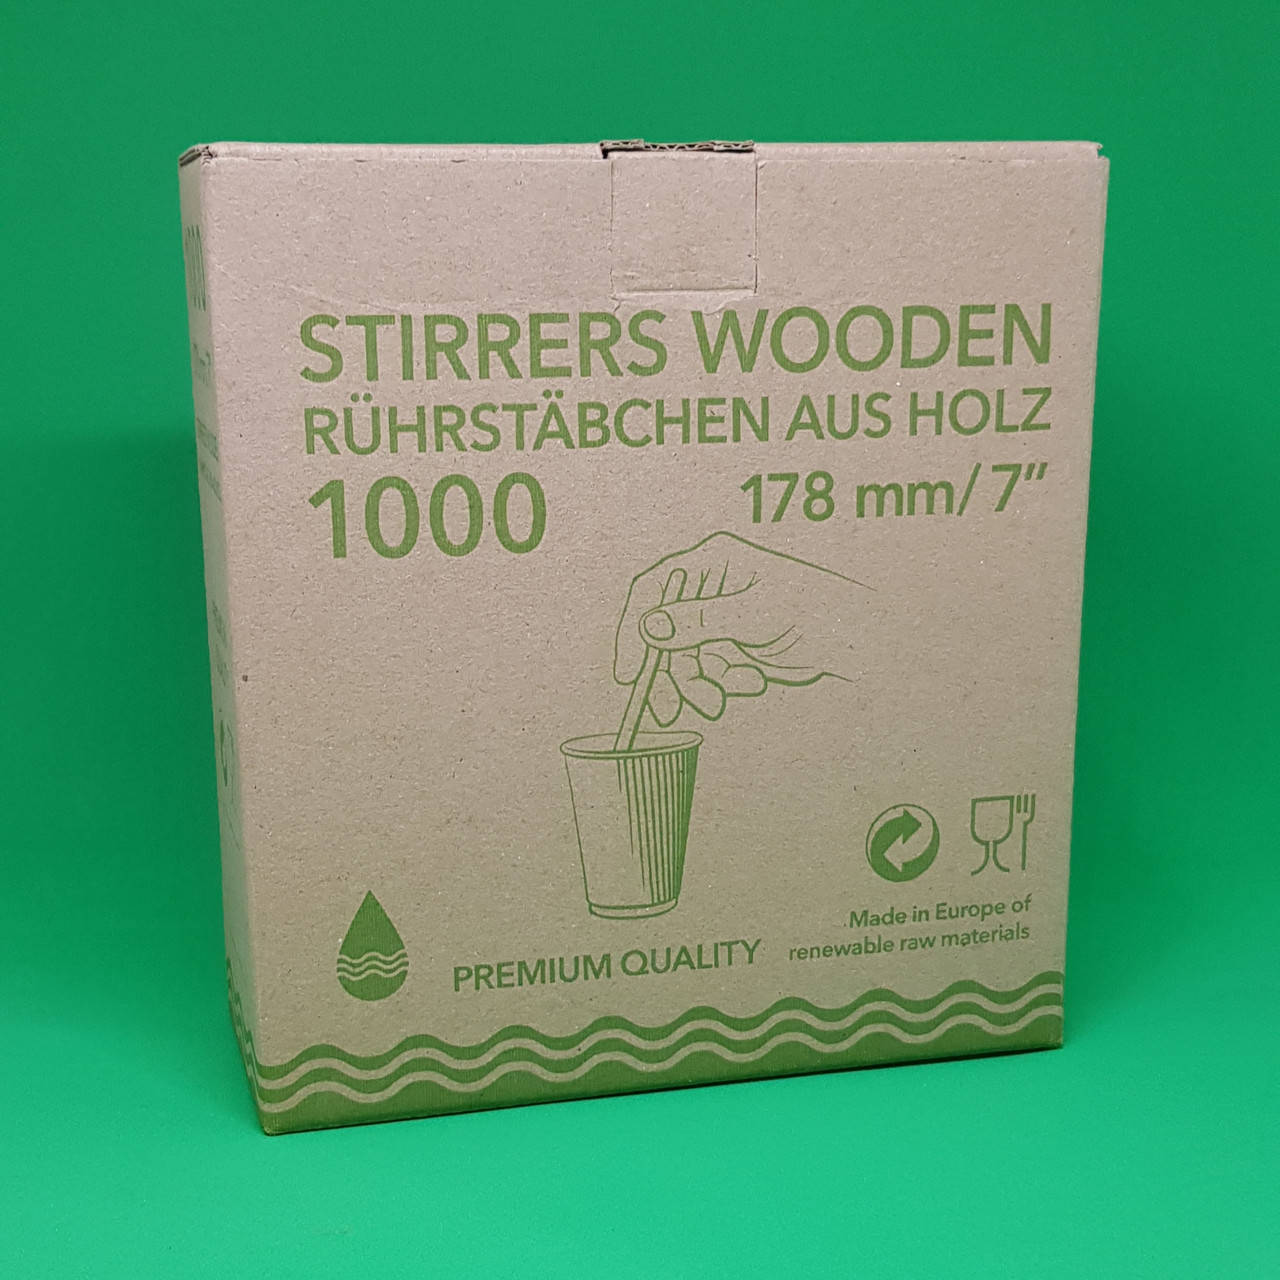 STIRRERS WOODEN
RÜHRSTÄBCHEN AUS HOLZ
1000
178 mm/7"
PREMIUM QUALITY
Made in Europe of
renewable raw materials